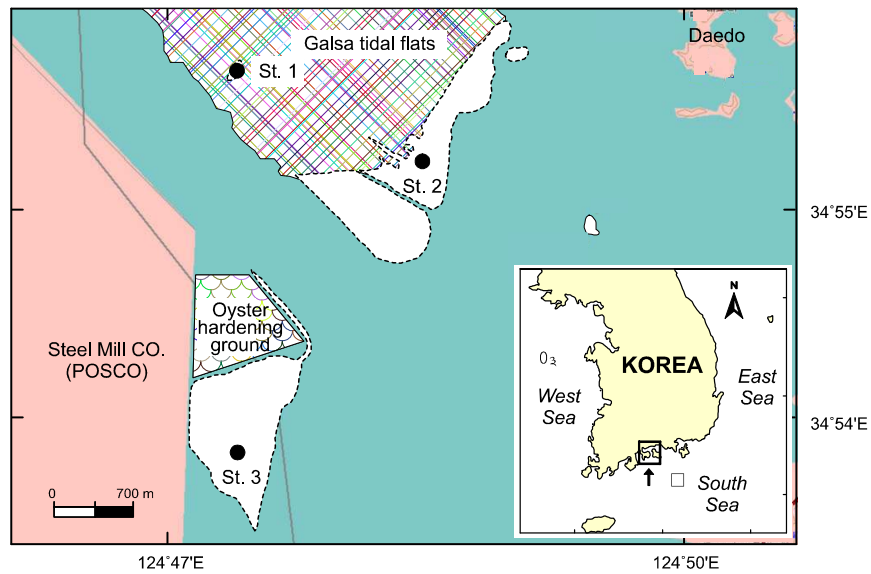 Galsa tidal flats
Daedo
St. 1
St. 2
34°55'E
Oyster
hardening
ground
Steel Mill CO.
(POSCO)
N
KOREA
West
Sea
East
Sea
34°54'E
St. 3
South
Sea
0 700 m
124°47'E
124°50'E